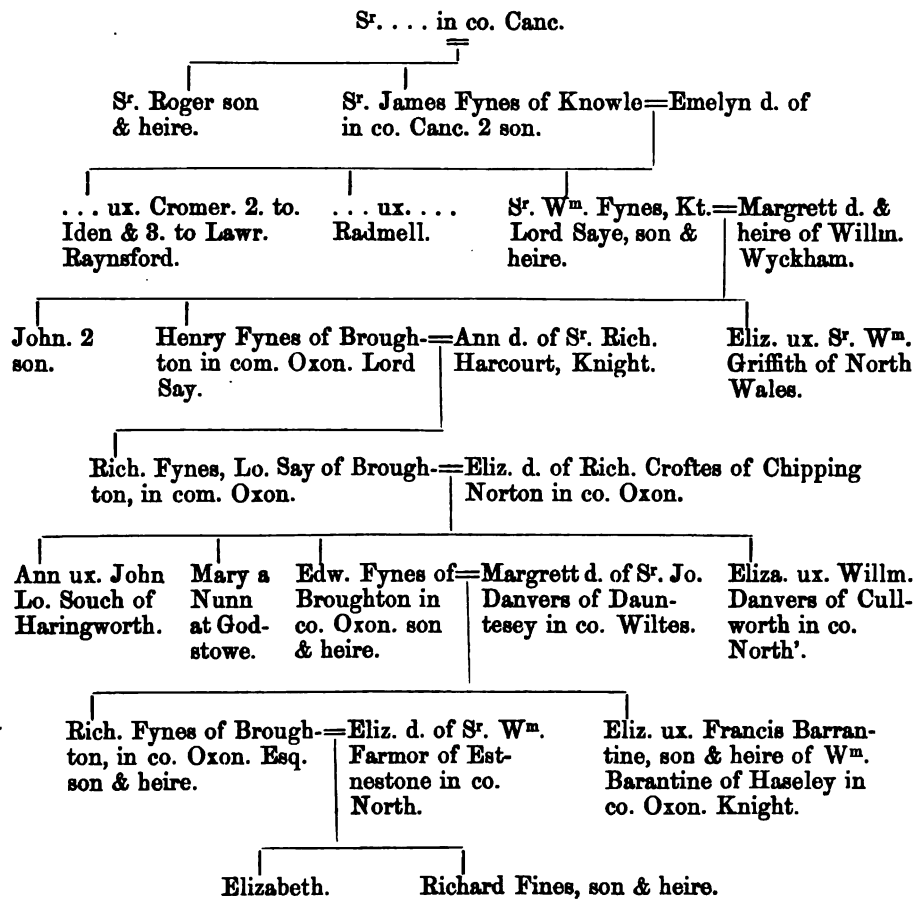 Sʳ. . . . in co. Canc.
Sʳ. Roger son
& heire.
Sʳ. James Fynes of Knowle=Emelyn d. of
in co. Canc. 2 son.
. . . ux. Cromer. 2. to.
Iden & 3. to Lawr.
Raynsford.
. . . ux. . . .
Radmell.
Sʳ. Wᵐ. Fynes, Kt.=
Lord Saye, son &
heire.
Margrett d. &
heire of Willm.
Wyckham.
John. 2
son.
Henry Fynes of Brough-=
ton in com. Oxon. Lord
Say.
Ann d. of Sʳ. Rich.
Harcourt, Knight.
Eliz. ux. Sʳ. Wᵐ.
Griffith of North
Wales.
Rich. Fynes, Lo. Say of Brough-=
ton, in com. Oxon.
Eliz. d. of Rich. Croftes of Chipping
Norton in co. Oxon.
Ann ux. John
Lo. Souch of
Haringworth.
Mary a
Nunn
at God-
stowe.
Edw. Fynes of=
Broughton in
co. Oxon. son
& heire.
Margrett d. of Sʳ. Jo.
Danvers of Daun-
tesey in co. Wiltes.
Eliza. ux. Willm.
Danvers of Cull-
worth in co.
North'.
Rich. Fynes of Brough-=
ton, in co. Oxon. Esq.
son & heire.
Eliz. d. of Sʳ. Wᵐ.
Farmor of Est-
nestone in co.
North.
Eliz. ux. Francis Barran-
tine, son & heire of Wᵐ.
Barantine of Haseley in
co. Oxon. Knight.
Elizabeth.
Richard Fines, son & heire.